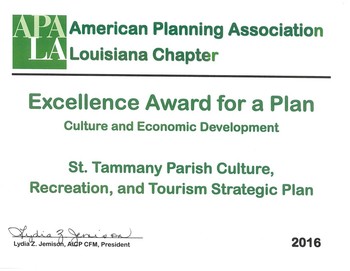 APA
LA
American Planning Association
Louisiana Chapter
Excellence Award for a Plan
Culture and Economic Development
St. Tammany Parish Culture,
Recreation, and Tourism Strategic Plan
Lydia Z. Jemison
Lydia Z. Jemison, AICP CFM, President
2016